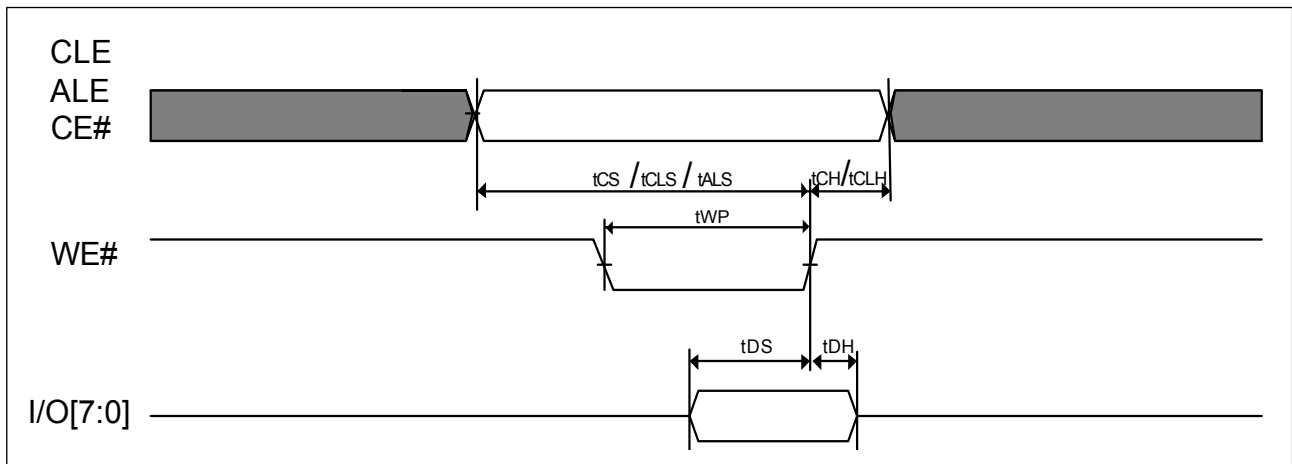 CLE
ALE
CE#
tCS /tCLS / tALS
tCH/tCLH
tWP
WE#
tDS
tDH
I/O[7:0]